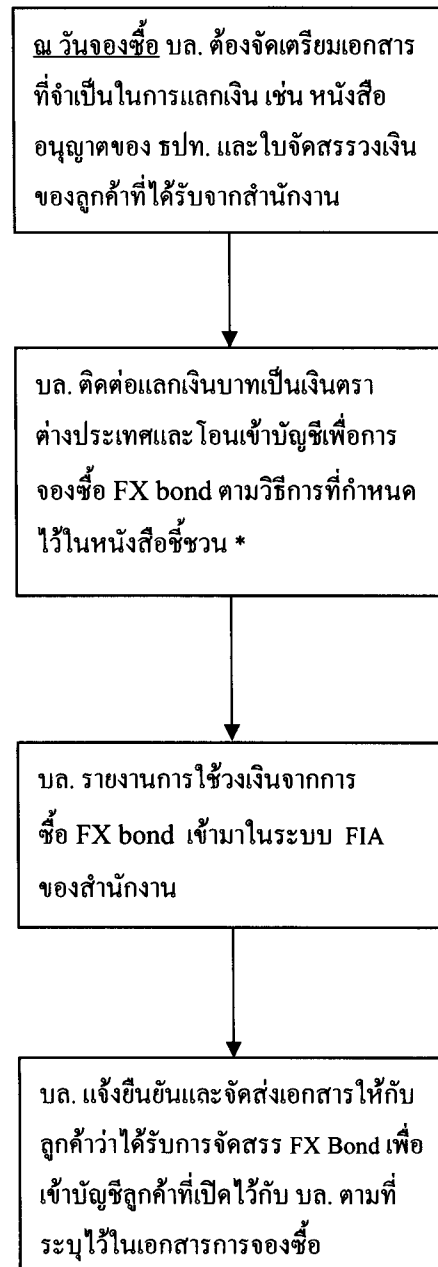 ณ วันจองซื้อ บล. ต้องจัดเตรียมเอกสาร
ที่จำเป็นในการแลกเงิน เช่น หนังสือ
อนุญาตของ ธปท. และใบจัดสรรวงเงิน
ของลูกค้าที่ได้รับจากสำนักงาน
บล. ติดต่อแลกเงินบาทเป็นเงินตรา
ต่างประเทศและโอนเข้าบัญชีเพื่อการ
จองซื้อ FX bond ตามวิธีการที่กำหนด
ไว้ในหนังสือชี้ชวน *
บล. รายงานการใช้วงเงินจากการ
ซื้อ FX bond เข้ามาในระบบ FIA
ของสำนักงาน
บล. แจ้งยืนยันและจัดส่งเอกสารให้กับ
ลูกค้าว่าได้รับการจัดสรร FX Bond เพื่อ
เข้าบัญชีลูกค้าที่เปิดไว้กับ บล. ตามที่
ระบุไว้ในเอกสารการจองซื้อ